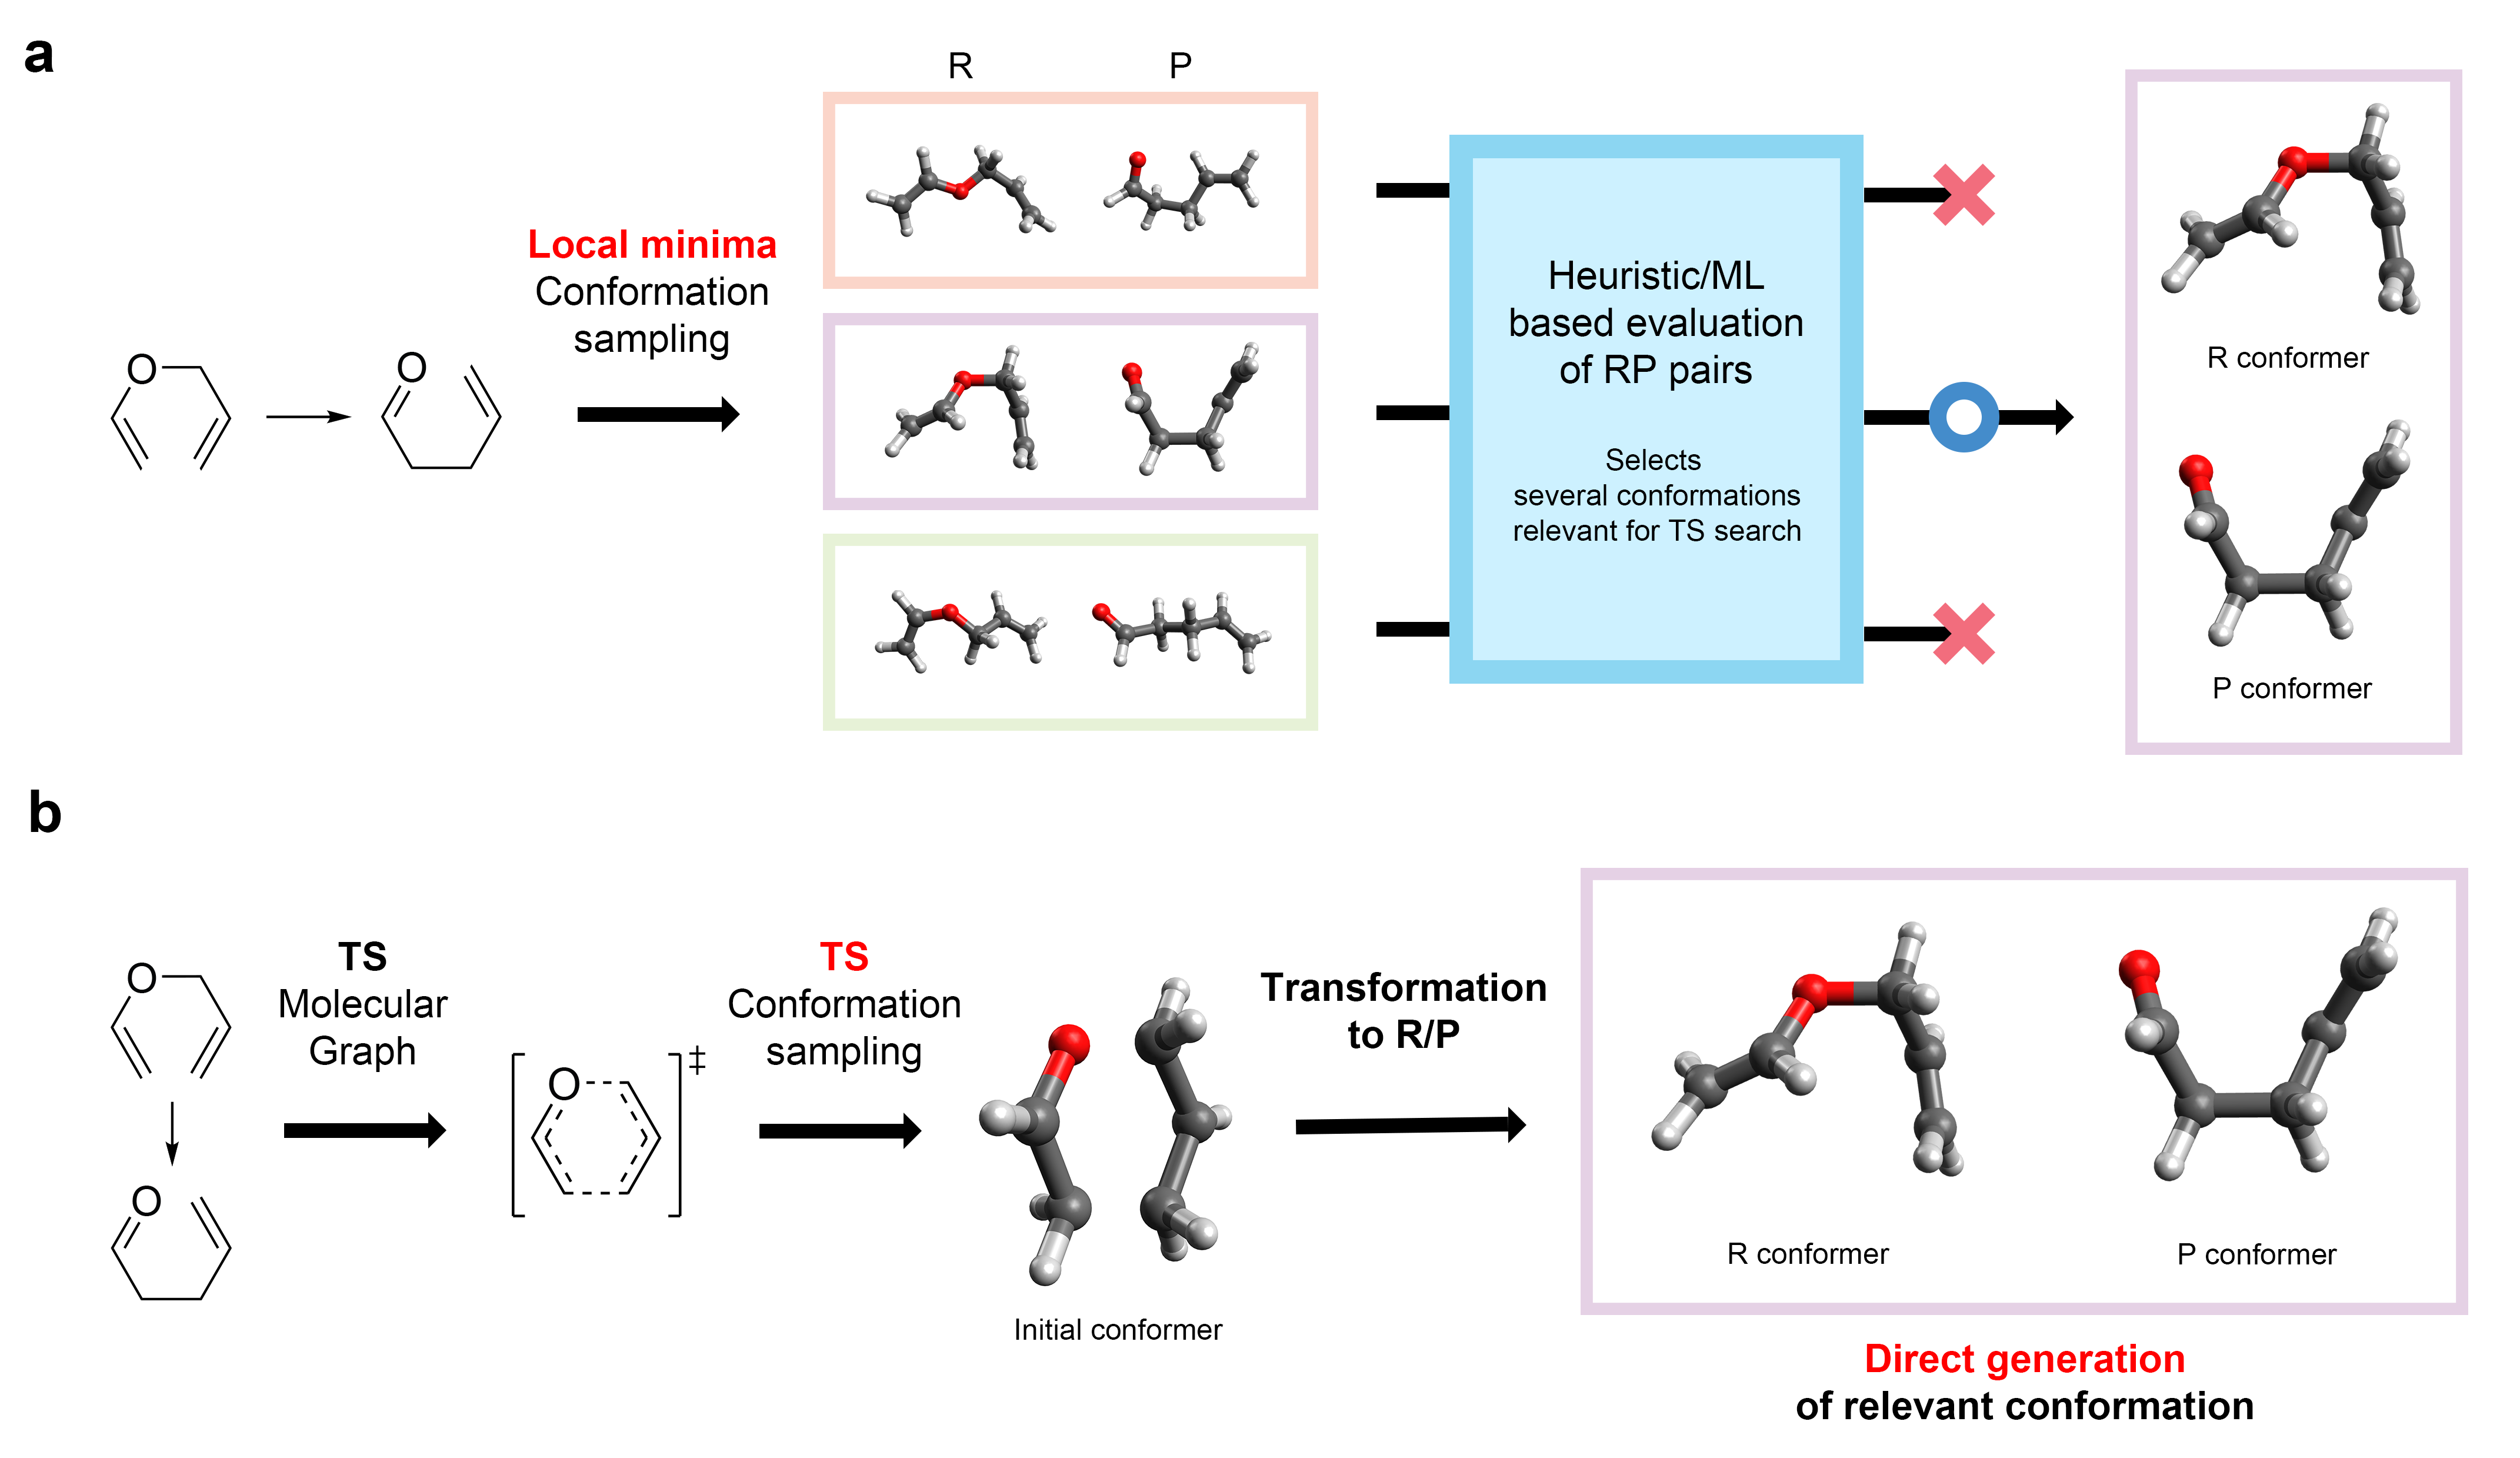 a
R
P
Local minima
Conformation
sampling
O
O
Heuristic/ML
based evaluation
of RP pairs
Selects
several conformations
relevant for TS search
R conformer
P conformer
b
O
O
TS
Molecular
Graph
O
‡
TS
Conformation
sampling
Initial conformer
Transformation
to R/P
R conformer
P conformer
Direct generation
of relevant conformation